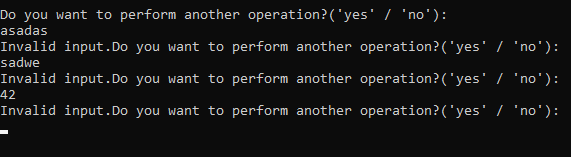 Do you want to perform another operation?('yes' / 'no'):
asadas
Invalid input.Do you want to perform another operation?('yes' / 'no'):
sadwe
Invalid input.Do you want to perform another operation?('yes' / 'no'):
42
Invalid input.Do you want to perform another operation?('yes' / 'no'):